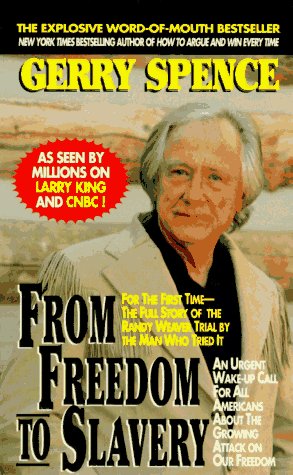 THE EXPLOSIVE WORD-OF-MOUTH BESTSELLER
NEW YORK TIMES BESTSELLING AUTHOR OF HOW TO ARGUE AND WIN EVERY TIME
GERRY SPENCE
AS SEEN BY
MILLIONS ON
LARRY KING
AND CNBC!
FOR THE FIRST TIME—
THE FULL STORY OF THE
RANDY WEAVER TRIAL BY
THE MAN WHO TRIED IT
FROM
FREEDOM
TO SLAVERY
AN URGENT
WAKE-UP CALL
FOR ALL
AMERICANS
ABOUT THE
GROWING
ATTACK ON
OUR FREEDOM